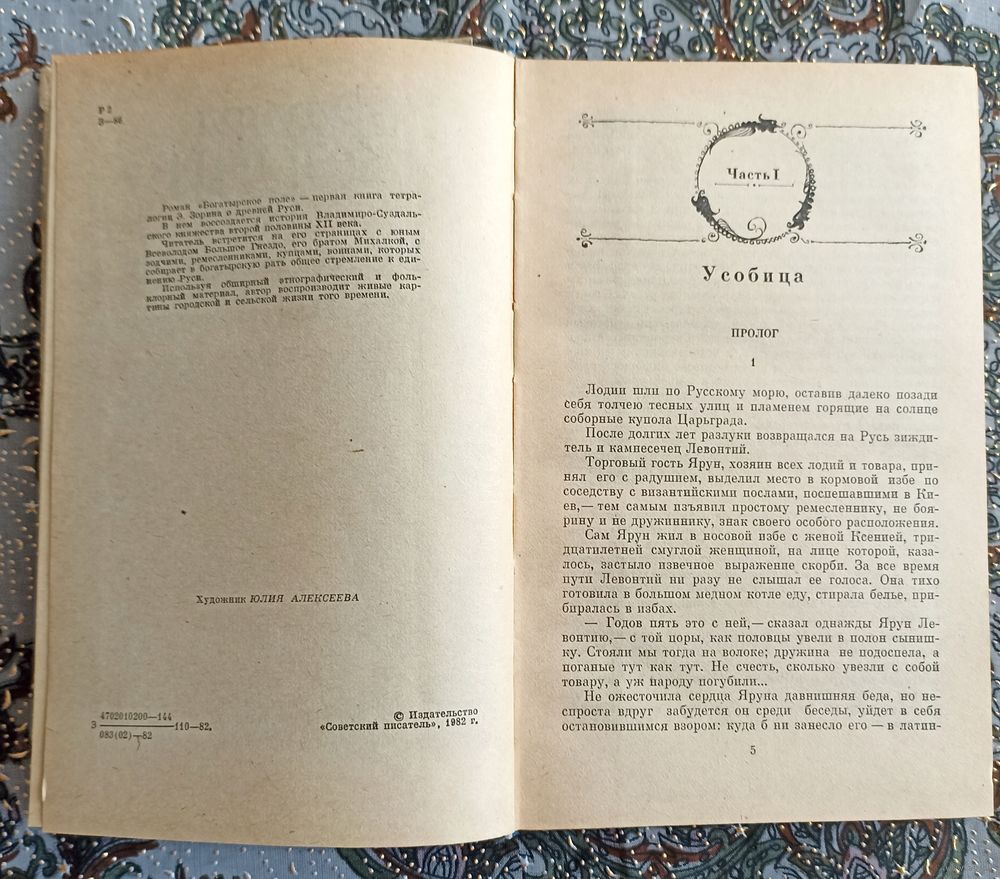 Р 2
З—86
Роман «Богатырское поле» — первая книга тетра-
логии Э. Зорина о древней Руси.
В нем воссоздается история Владимиро-Суздаль-
ского княжества второй половины XII века.
Читатель встретится на его страницах с юным
Всеволодом Большое Гнездо, его братом Михалкой, с
зодчими, ремесленниками, купцами, воинами, которых
собирает в богатырскую рать общее стремление к еди-
нению Руси.
Используя обширный этнографический и фоль-
клорный материал, автор воспроизводит живые кар-
тины городской и сельской жизни того времени.
Художник ЮЛИЯ АЛЕКСЕЕВА
З 4702010200—144
083(02)—82 —110—82.
© Издательство
«Советский писатель», 1982 г.
Часть I
Усобица
ПРОЛОГ
1
Лодии шли по Русскому морю, оставив далеко позади
себя толчею тесных улиц и пламенем горящие на солнце
соборные купола Царьграда.
После долгих лет разлуки возвращался на Русь зижди-
тель и камнесечец Левонтий.
Торговый гость Ярун, хозяин всех лодий и товара, при-
нял его с радушием, выделил место в кормовой избе по
соседству с византийскими послами, поспешавшими в Ки-
ев,— тем самым изъявил простому ремесленнику, не боя-
рину и не дружиннику, знак своего особого расположения.
Сам Ярун жил в носовой избе с женой Ксенией, три-
дцатилетней смуглой женщиной, на лице которой, каза-
лось, застыло извечное выражение скорби. За все время
пути Левонтий ни разу не слышал ее голоса. Она тихо
готовила в большом медном котле еду, стирала белье, при-
биралась в избах.
— Годов пять это с ней,— сказал однажды Ярун Ле-
вонтию,— с той поры, как половцы увели в полон сыниш-
ку. Стояли мы тогда на волоке; дружина не подоспела, а
поганые тут как тут. Не счесть, сколько увезли с собой
товару, а уж народу погубили...
Не ожесточила сердца Яруна давнишняя беда, но не-
спроста вдруг забудется он среди беседы, уйдет в себя
остановившимся взором: куда б ни занесло его — в латин-
5